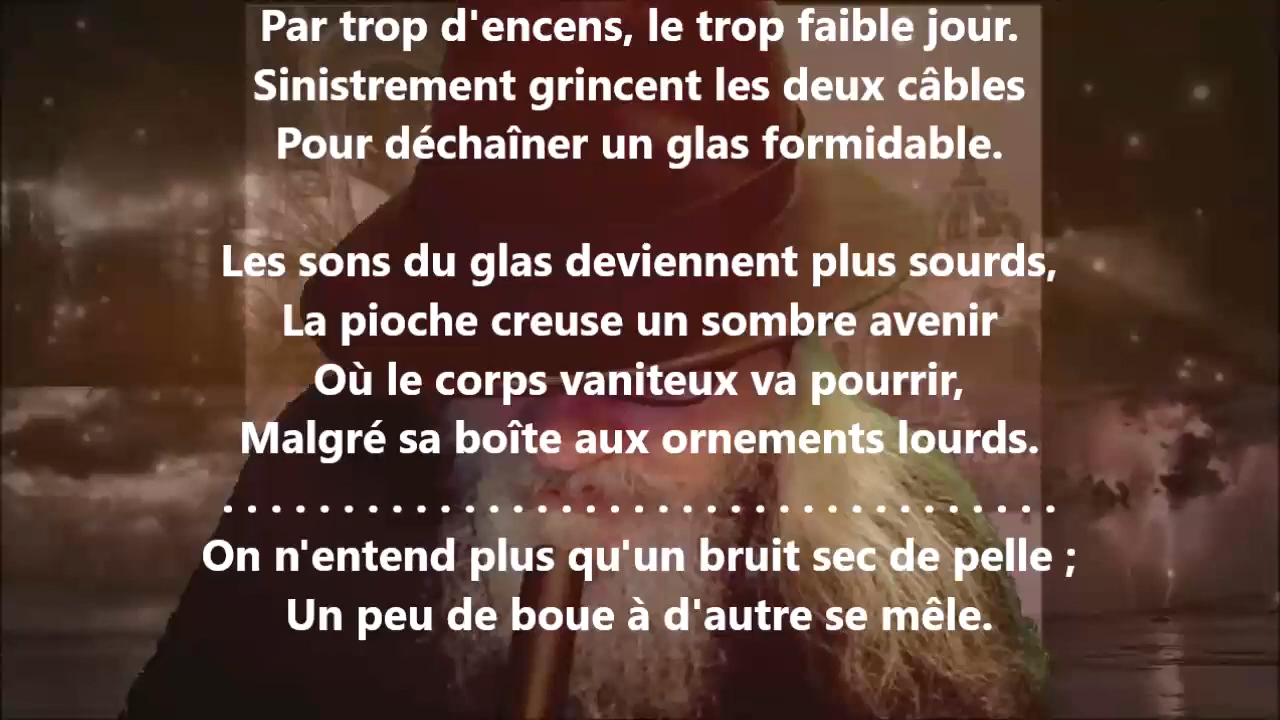 Par trop d'encens, le trop faible jour.
Sinistrement grincent les deux câbles
Pour déchaîner un glas formidable.
Les sons du glas deviennent plus sourds,
La pioche creuse un sombre avenir
Où le corps vaniteux va pourrir,
Malgré sa boîte aux ornements lourds.
. . . . . . . . . . . . . . . . . . . . . . . . . . . . . . . . . . . .
On n'entend plus qu'un bruit sec de pelle ;
Un peu de boue à d'autre se mêle.